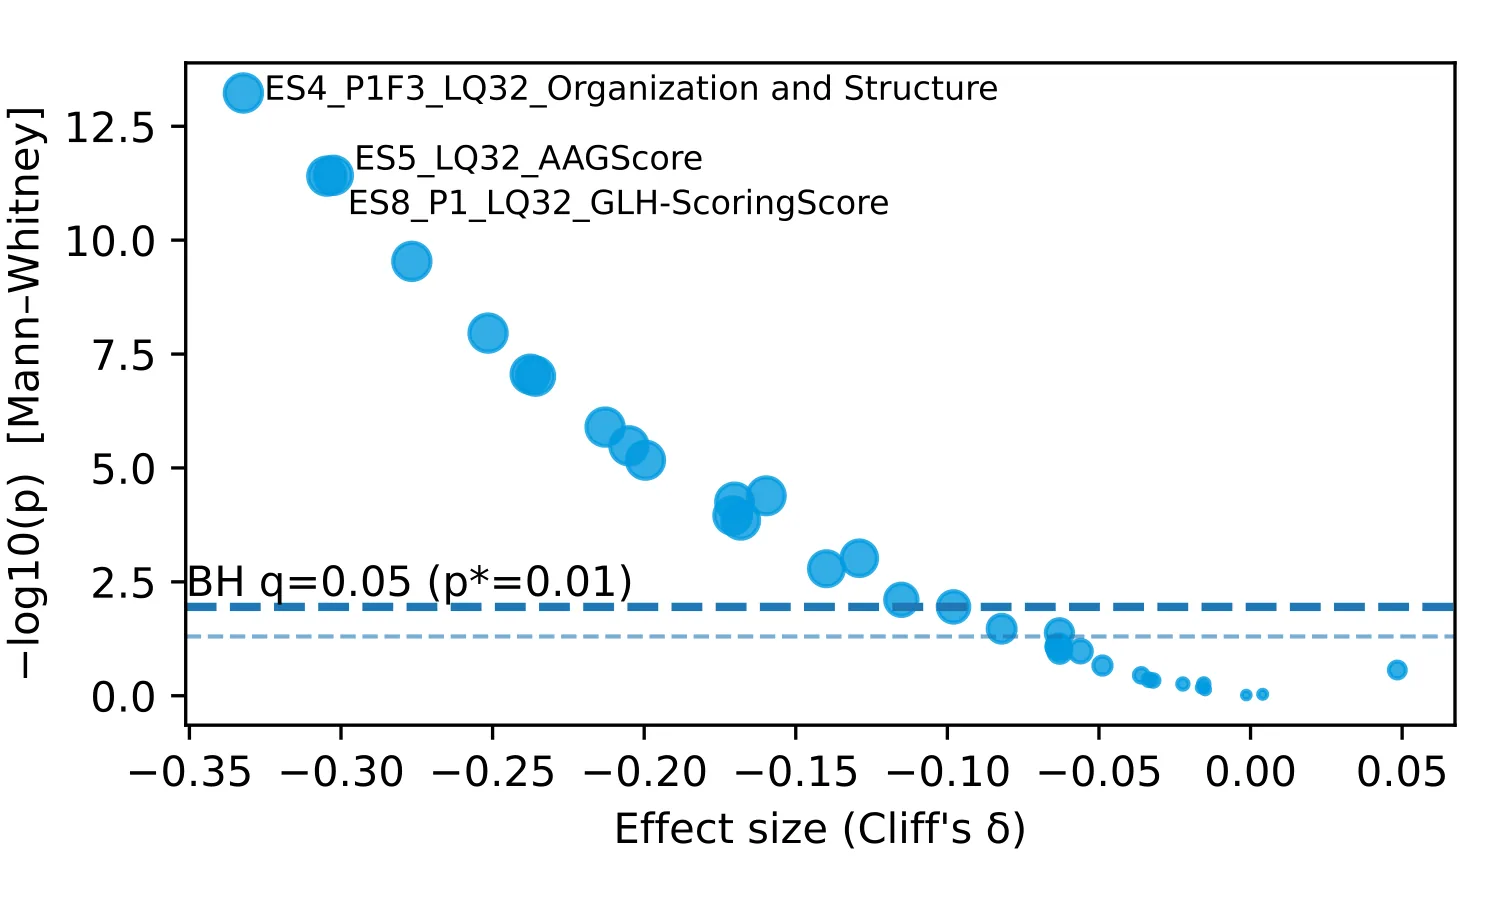 ES4_P1F3_LQ32_Organization and Structure
ES5_LQ32_AAGScore
ES8_P1_LQ32_GLH-ScoringScore
BH q=0.05 (p*=0.01)
−log10(p)  [Mann–Whitney]
12.5
10.0
7.5
5.0
2.5
0.0
−0.35 −0.30 −0.25 −0.20 −0.15 −0.10 −0.05 0.00 0.05
Effect size (Cliff's δ)